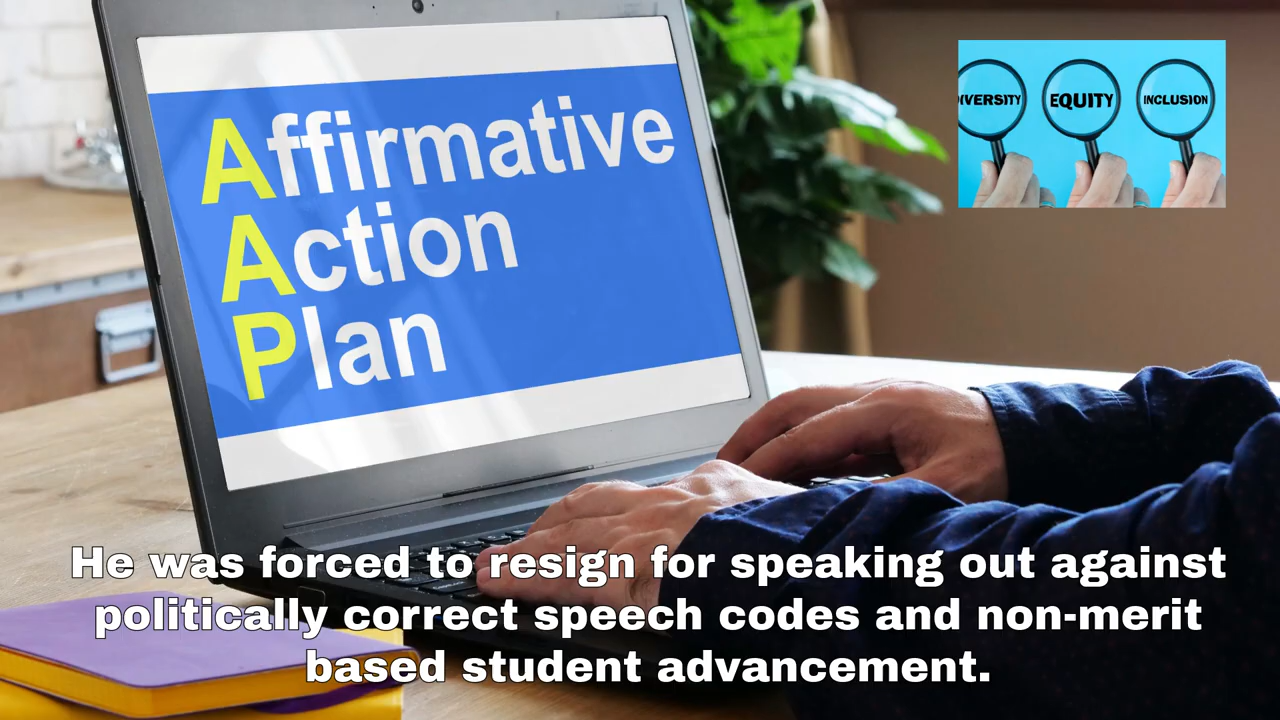 Affirmative
Action
Plan
IVERSITY
EQUITY
INCLUSION
He was forced to resign for speaking out against
politically correct speech codes and non-merit
based student advancement.